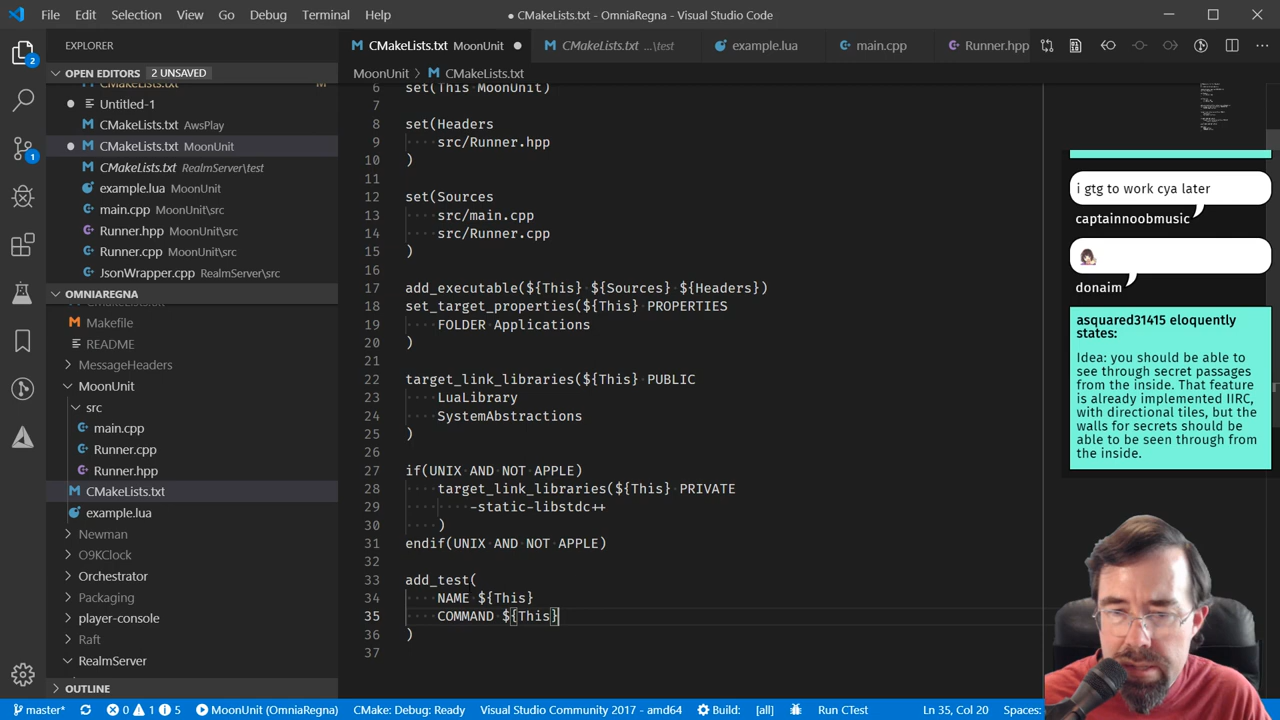 File Edit Selection View Go Debug Terminal Help
● CMakeLists.txt - OmniaRegna - Visual Studio Code
EXPLORER
OPEN EDITORS 2 UNSAVED
CMakeLists.txt M
Untitled-1
CMakeLists.txt AwsPlay
CMakeLists.txt MoonUnit
CMakeLists.txt RealmServer\test
example.lua MoonUnit
main.cpp MoonUnit\src
Runner.hpp MoonUnit\src
Runner.cpp MoonUnit\src
JsonWrapper.cpp RealmServer\src
OMNIAREGNA
CMakeLists.txt
Makefile
README
MessageHeaders
MoonUnit
src
main.cpp
Runner.cpp
Runner.hpp
CMakeLists.txt
example.lua
Newman
O9KClock
Orchestrator
Packaging
player-console
Raft
RealmServer
OUTLINE
CMakeLists.txt MoonUnit ● CMakeLists.txt ...\test example.lua main.cpp Runner.hpp
MoonUnit > CMakeLists.txt
6 set(This MoonUnit)
7
8 set(Headers
9 src/Runner.hpp
10 )
11
12 set(Sources
13 src/main.cpp
14 src/Runner.cpp
15 )
16
17 add_executable(${This} ${Sources} ${Headers})
18 set_target_properties(${This} PROPERTIES
19 FOLDER Applications
20 )
21
22 target_link_libraries(${This} PUBLIC
23 LuaLibrary
24 SystemAbstractions
25 )
26
27 if(UNIX AND NOT APPLE)
28 target_link_libraries(${This} PRIVATE
29 -static-libstdc++
30 )
31 endif(UNIX AND NOT APPLE)
32
33 add_test(
34 NAME ${This}
35 COMMAND ${This}
36 )
37
i gtg to work cya later
captainnoobmusic
donaim
asquared31415 eloquently
states:
Idea: you should be able to
see through secret passages
from the inside. That feature
is already implemented IIRC,
with directional tiles, but the
walls for secrets should be
able to be seen through from
the inside.
2
1
master* 0 1 5 MoonUnit (OmniaRegna) CMake: Debug: Ready Visual Studio Community 2017 - amd64 Build: [all] Run CTest Ln 35, Col 20 Spaces: